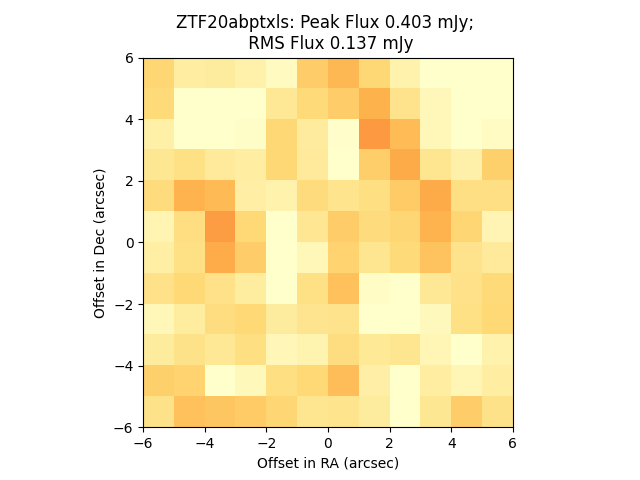 ZTF20abptxls: Peak Flux 0.403 mJy;
RMS Flux 0.137 mJy
6
4
2
0
−2
−4
−6
Offset in Dec (arcsec)
−6 −4 −2 0 2 4 6
Offset in RA (arcsec)